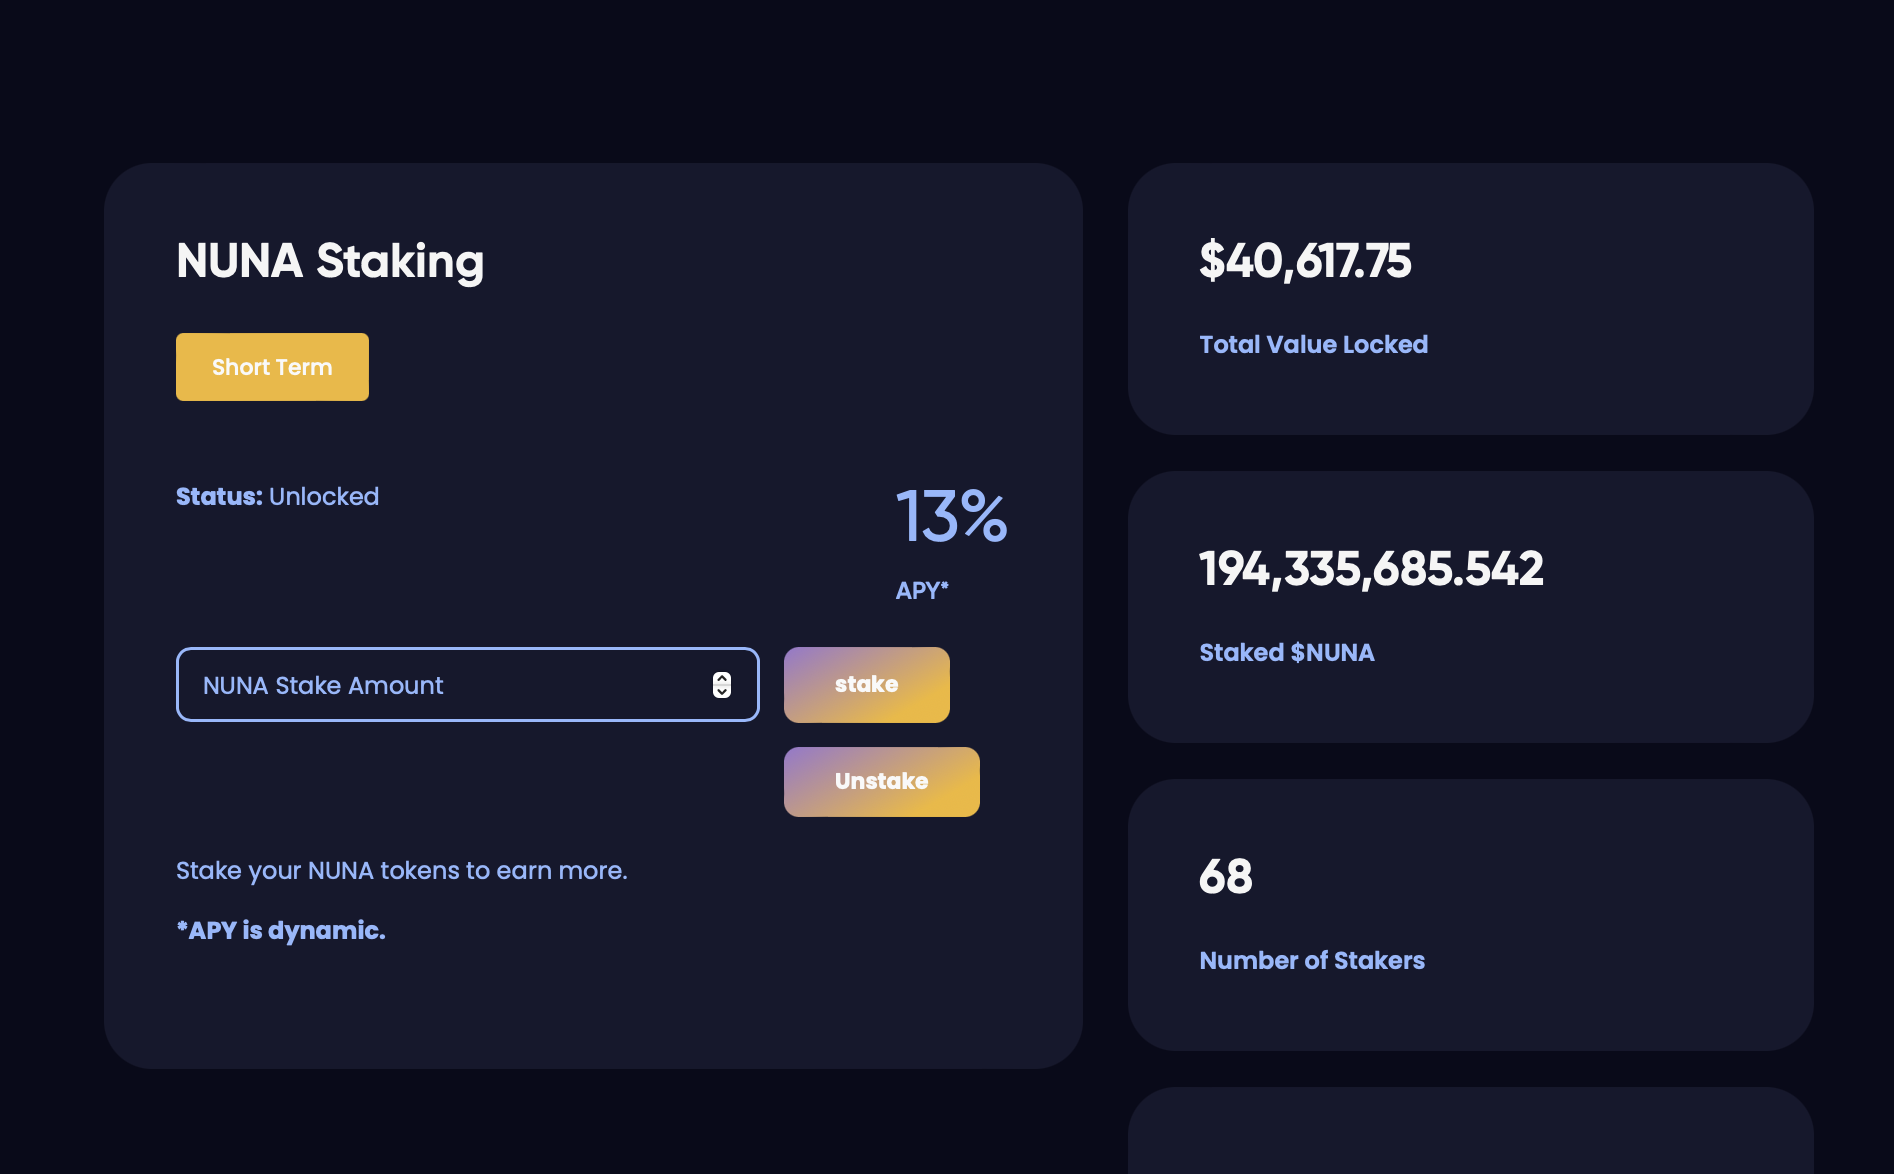 NUNA Staking
Short Term
Status: Unlocked
13%
APY*
NUNA Stake Amount
stake
Unstake
Stake your NUNA tokens to earn more.
*APY is dynamic.
$40,617.75
Total Value Locked
194,335,685.542
Staked $NUNA
68
Number of Stakers